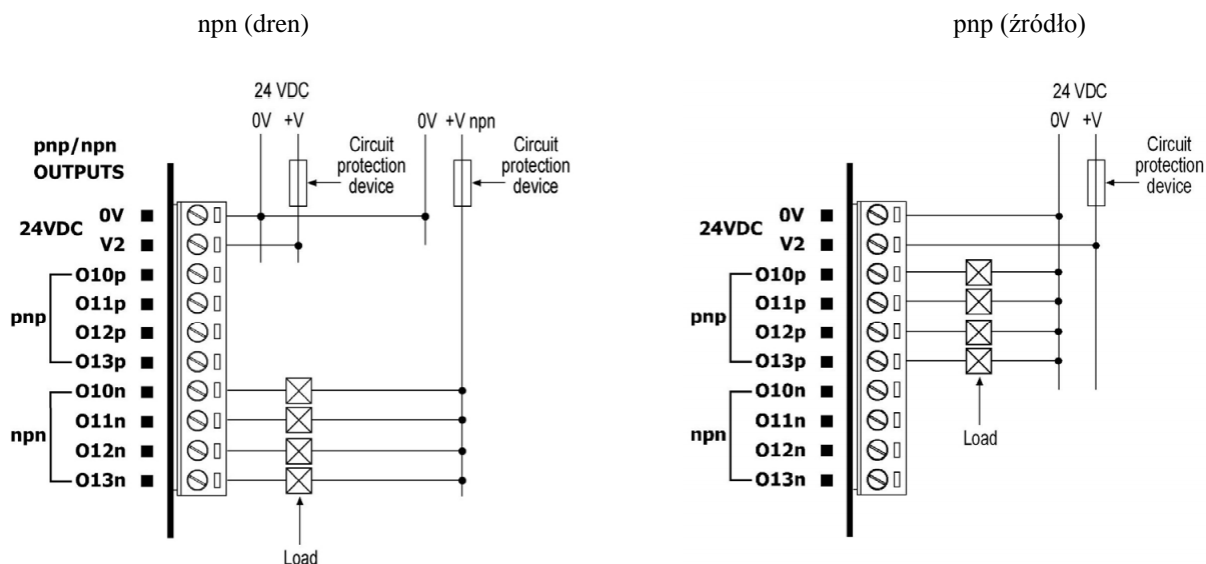 npn (dren)
24 VDC
0V +V
0V +V npn
Circuit
protection
device
Circuit
protection
device
pnp/npn
OUTPUTS
24VDC
0V
V2
pnp
O10p
O11p
O12p
O13p
npn
O10n
O11n
O12n
O13n
Load
pnp (źródło)
24 VDC
0V +V
Circuit
protection
device
24VDC
0V
V2
pnp
O10p
O11p
O12p
O13p
npn
O10n
O11n
O12n
O13n
Load